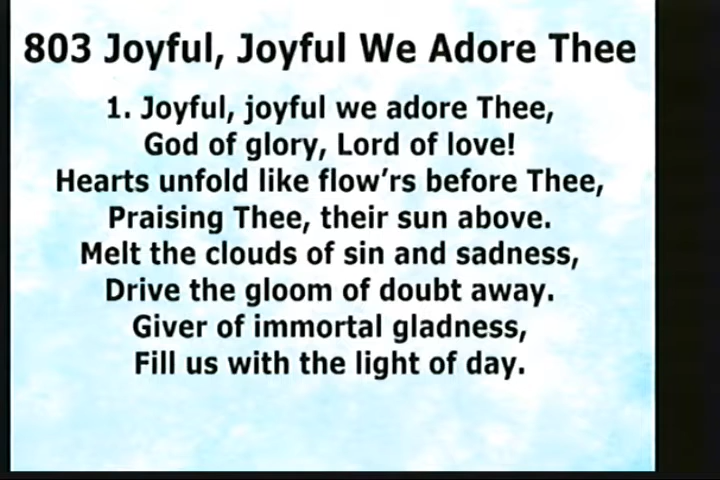 803 Joyful, Joyful We Adore Thee
1. Joyful, joyful we adore Thee,
God of glory, Lord of love!
Hearts unfold like flow’rs before Thee,
Praising Thee, their sun above.
Melt the clouds of sin and sadness,
Drive the gloom of doubt away.
Giver of immortal gladness,
Fill us with the light of day.